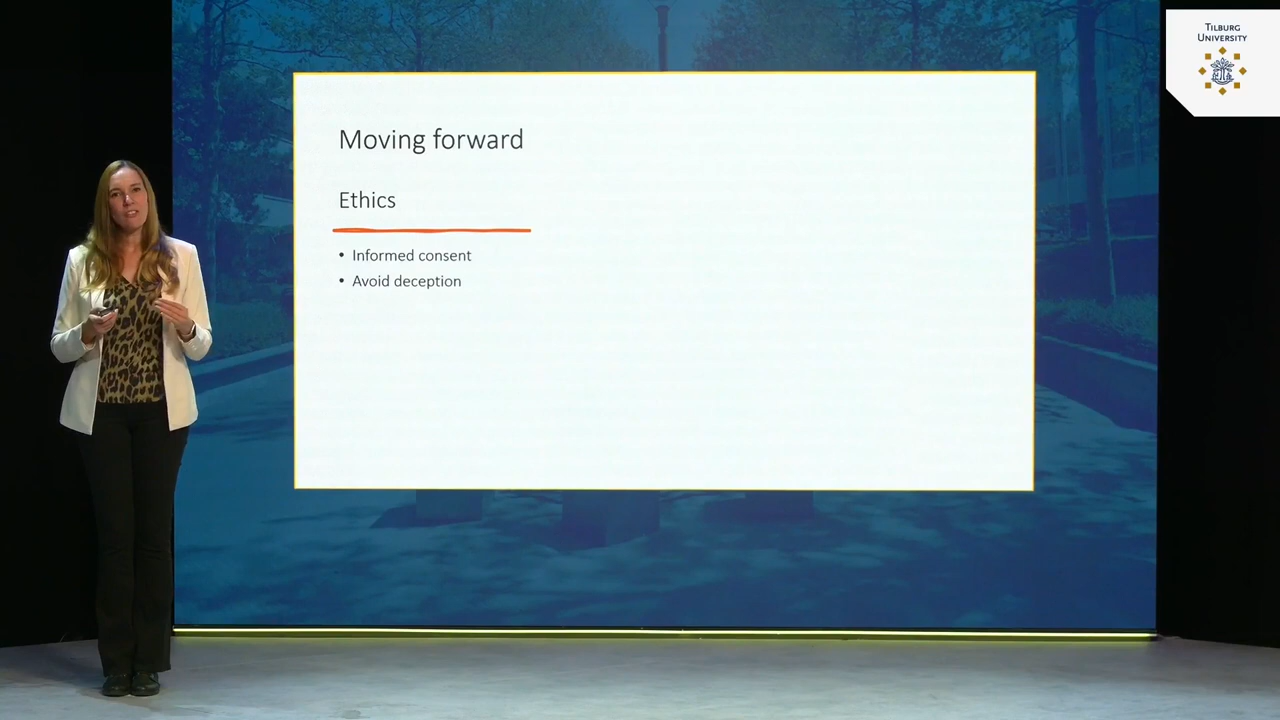 TILBURG
UNIVERSITY
Moving forward
Ethics
• Informed consent
• Avoid deception